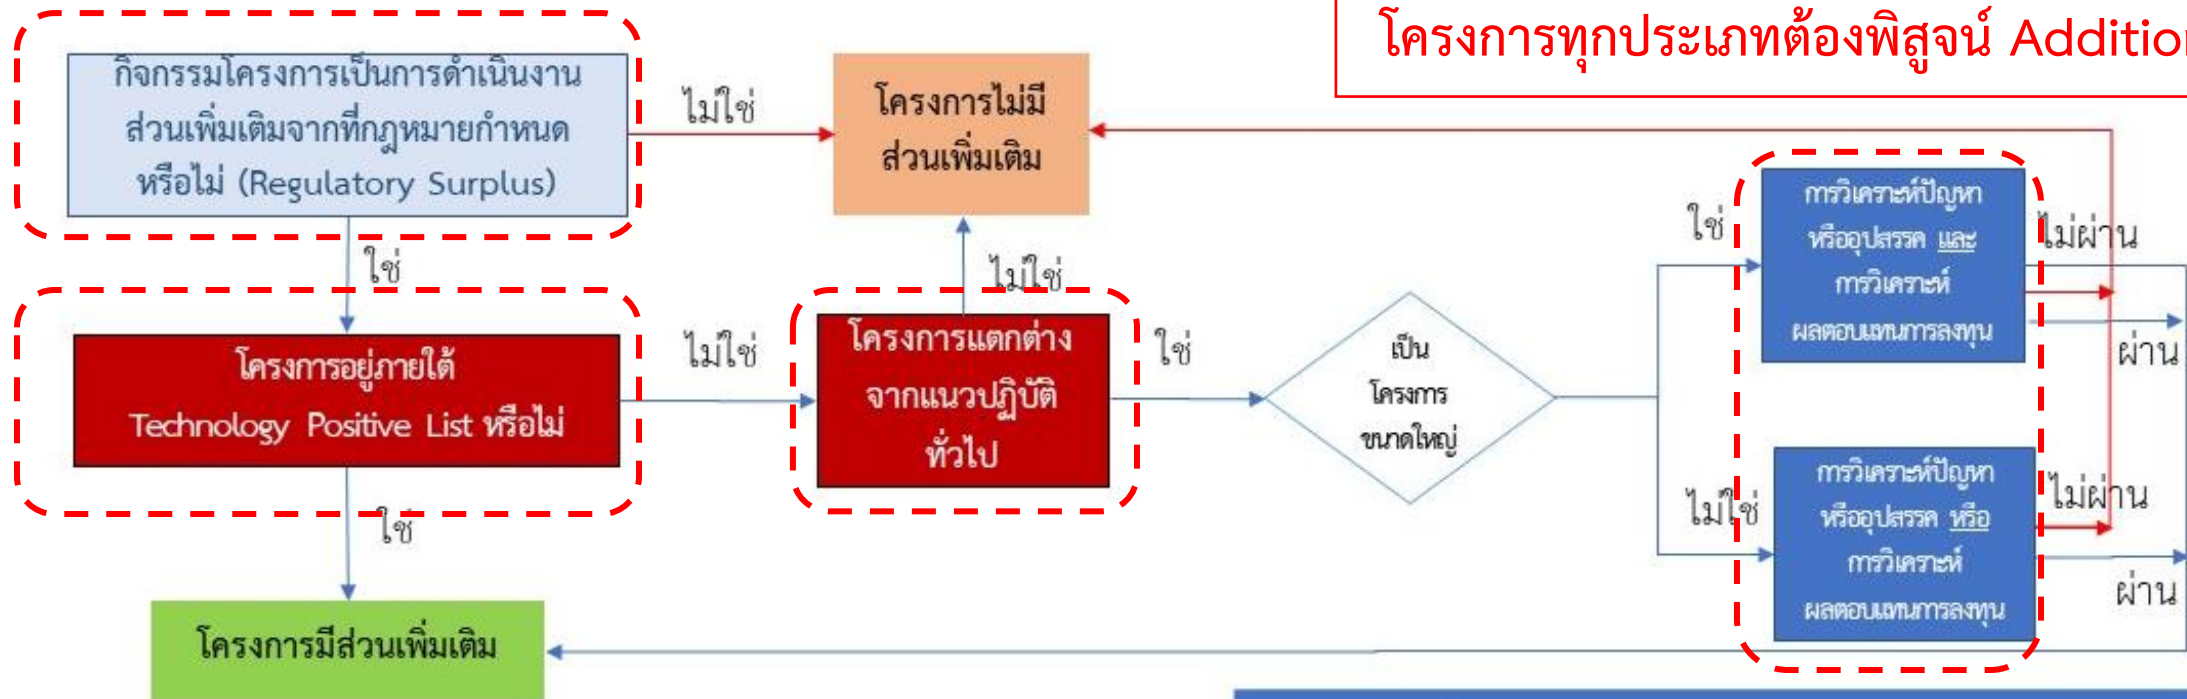 โครงการทุกประเภทต้องพิสูจน์ Addition
กิจกรรมโครงการเป็นการดำเนินงาน
ส่วนเพิ่มเติมจากที่กฎหมายกำหนด
หรือไม่ (Regulatory Surplus)
ไม่ใช่
โครงการไม่มี
ส่วนเพิ่มเติม
ใช่
ไม่ใช่
โครงการอยู่ภายใต้
Technology Positive List หรือไม่
ไม่ใช่
โครงการแตกต่าง
จากแนวปฏิบัติ
ทั่วไป
ใช่
เป็น
โครงการ
ขนาดใหญ่
ใช่
การวิเคราะห์ปัญหา
หรืออุปสรรค และ
การวิเคราะห์
ผลตอบแทนการลงทุน
ไม่ผ่าน
ผ่าน
ไม่ใช่
การวิเคราะห์ปัญหา
หรืออุปสรรค หรือ
การวิเคราะห์
ผลตอบแทนการลงทุน
ไม่ผ่าน
ผ่าน
ใช่
โครงการมีส่วนเพิ่มเติม